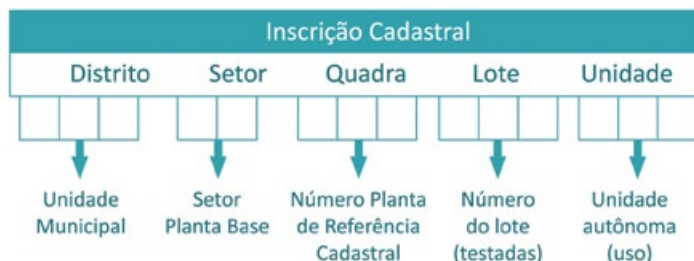 Inscrição Cadastral
Distrito Setor Quadra Lote Unidade
Unidade Municipal
Setor Planta Base
Número Planta de Referência Cadastral
Número do lote (testadas)
Unidade autônoma (uso)